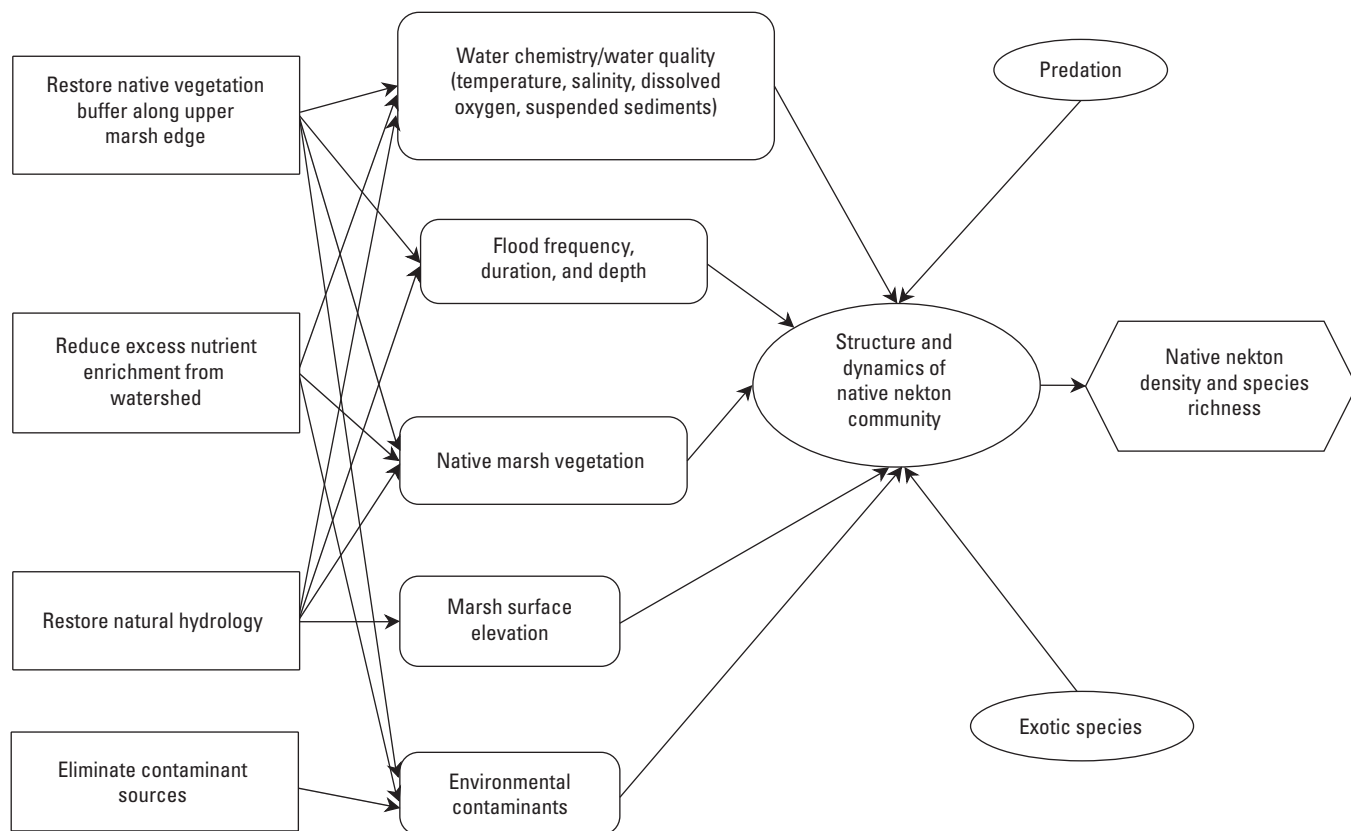 Restore native vegetation
buffer along upper
marsh edge
Reduce excess nutrient
enrichment from
watershed
Restore natural hydrology
Eliminate contaminant
sources
Water chemistry/water quality
(temperature, salinity, dissolved
oxygen, suspended sediments)
Flood frequency,
duration, and depth
Native marsh vegetation
Marsh surface
elevation
Environmental
contaminants
Predation
Structure and
dynamics of
native nekton
community
Exotic species
Native nekton
density and species
richness